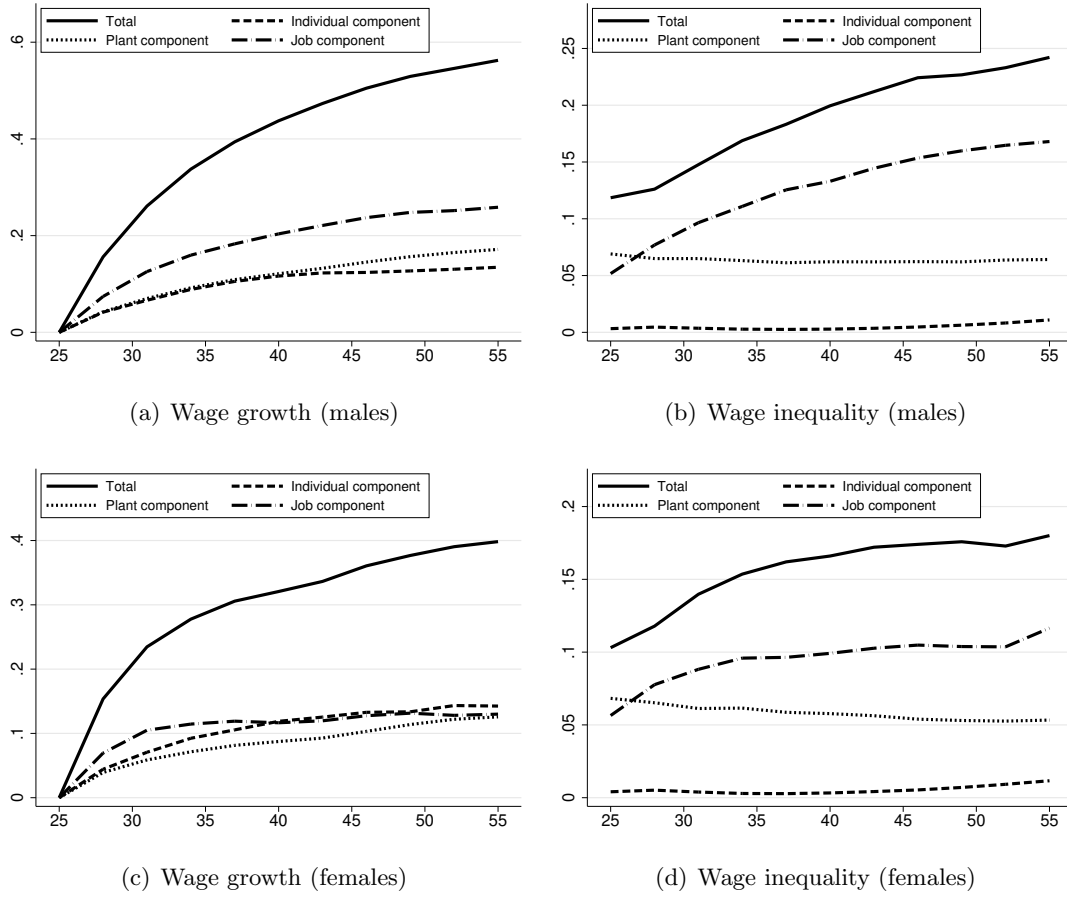 Total Individual component
Plant component Job component
.6
.4
.2
0
25 30 35 40 45 50 55
(a) Wage growth (males)
Total Individual component
Plant component Job component
.25
.2
.15
.1
.05
0
25 30 35 40 45 50 55
(b) Wage inequality (males)
Total Individual component
Plant component Job component
.4
.3
.2
.1
0
25 30 35 40 45 50 55
(c) Wage growth (females)
Total Individual component
Plant component Job component
.2
.15
.1
.05
0
25 30 35 40 45 50 55
(d) Wage inequality (females)